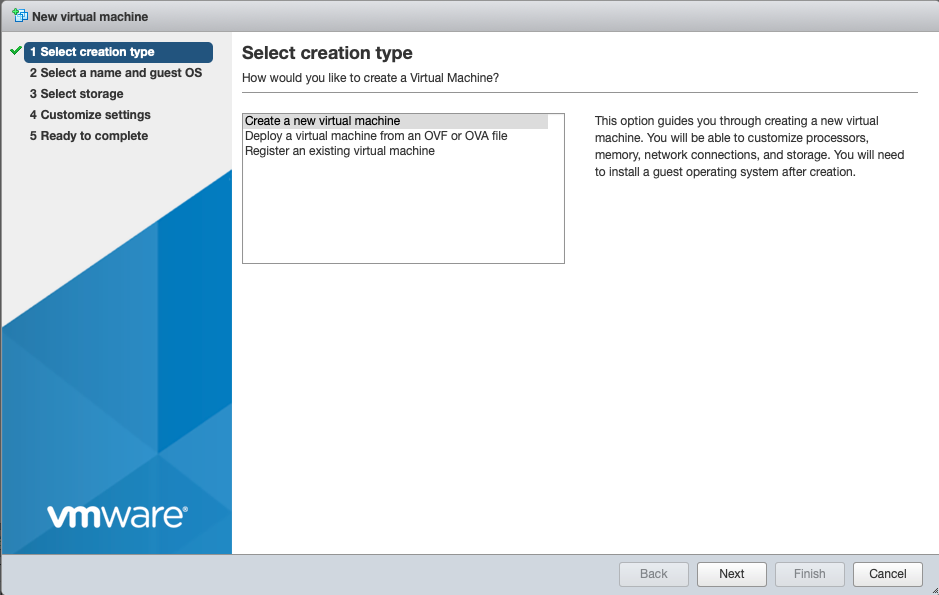 New virtual machine
1 Select creation type
2 Select a name and guest OS
3 Select storage
4 Customize settings
5 Ready to complete
vmware®
Select creation type
How would you like to create a Virtual Machine?
Create a new virtual machine
Deploy a virtual machine from an OVF or OVA file
Register an existing virtual machine
This option guides you through creating a new virtual
machine. You will be able to customize processors,
memory, network connections, and storage. You will need
to install a guest operating system after creation.
Back
Next
Finish
Cancel